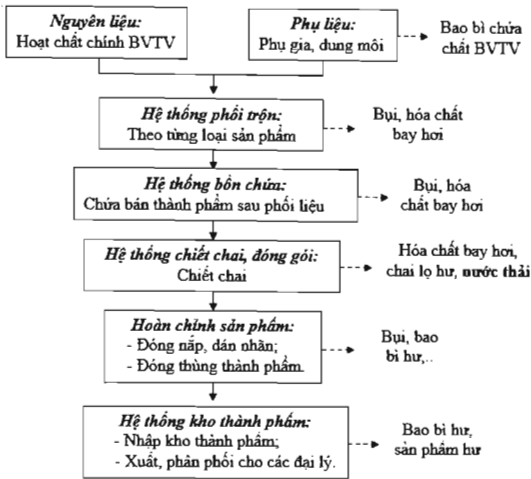 Nguyên liệu:
Hoạt chất chính BVTV
Phụ liệu:
Phụ gia, dung môi
Bao bì chứa
chất BVTV
Hệ thống phối trộn:
Theo từng loại sản phẩm
Bụi, hóa chất
bay hơi
Hệ thống bồn chứa:
Chứa bán thành phẩm sau phối liệu
Bụi, hóa
chất bay hơi
Hệ thống chiết chai, đóng gói:
Chiết chai
Hóa chất bay hơi,
chai lọ hư, nước thải
Hoàn chỉnh sản phẩm:
- Đóng nắp, dán nhãn;
- Đóng thùng thành phẩm.
Bụi, bao
bì hư,..
Hệ thống kho thành phẩm:
- Nhập kho thành phẩm;
- Xuất, phân phối cho các đại lý.
Bao bì hư,
sản phẩm hư